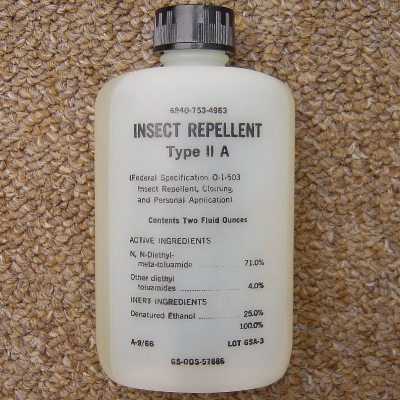 6840-753-4963
INSECT REPELLENT
Type II A
(Federal Specification O-I-503
Insect Repellent, Clothing,
and Personal Application)
Contents Two Fluid Ounces
ACTIVE INGREDIENTS
N, N-Diethyl-
meta-toluamide ........................ 71.0%
Other diethyl
toluamides ........................ 4.0%
INERT INGREDIENTS
Denatured Ethanol ........................ 25.0%
100.0%
A-9/66 LOT GSA-3
GS-OOS-57886